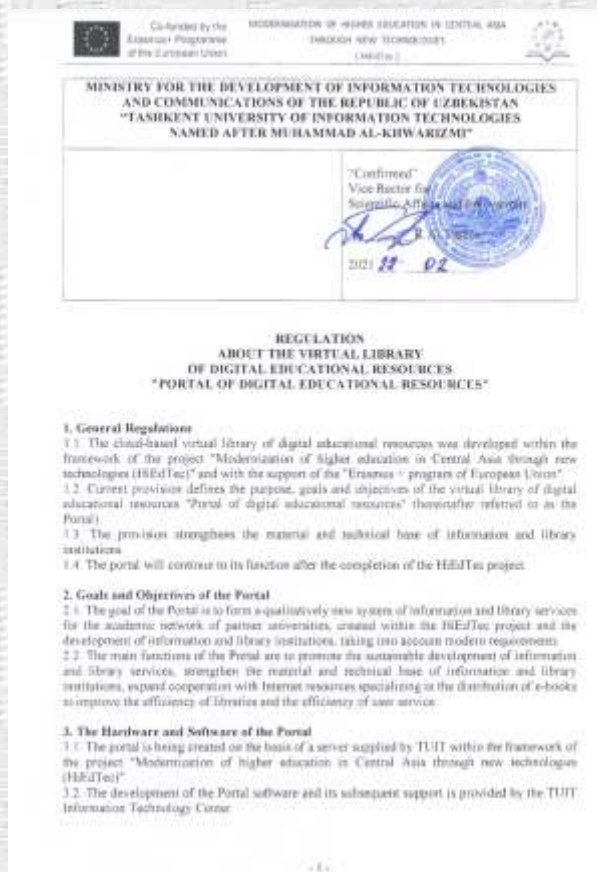 Co-funded by the
Erasmus+ Programme
of the European Union
MODERNIZATION OF HIGHER EDUCATION IN CENTRAL ASIA
THROUGH NEW TECHNOLOGIES
MINISTRY FOR THE DEVELOPMENT OF INFORMATION TECHNOLOGIES
AND COMMUNICATIONS OF THE REPUBLIC OF UZBEKISTAN
"TASHKENT UNIVERSITY OF INFORMATION TECHNOLOGIES
NAMED AFTER MUHAMMAD AL-KHWARIZMI"
"Confirmed"
Vice Rector for
Scientific Affairs and
2021 22 02
REGULATION
ABOUT THE VIRTUAL LIBRARY
OF DIGITAL EDUCATIONAL RESOURCES
"PORTAL OF DIGITAL EDUCATIONAL RESOURCES"
1. General Regulations
1.1. The cloud-based virtual library of digital educational resources was developed within the
framework of the project "Modernization of higher education in Central Asia through new
technologies (HiEdTec)" and with the support of the "Erasmus + program of European Union"
1.2. Current provision defines the purpose, goals and objectives of the virtual library of digital
educational resources "Portal of digital educational resources" (hereinafter referred to as the
Portal).
1.3. The provision strengthens the material and technical base of information and library
institutions.
1.4. The portal will continue to its function after the completion of the HiEdTec project.
2. Goals and Objectives of the Portal
2.1. The goal of the Portal is to form a qualitatively new system of information and library services
for the academic network of partner universities, created within the HiEdTec project and the
development of information and library institutions, taking into account modern requirements.
2.2. The main functions of the Portal are to promote the sustainable development of information
and library services, strengthen the material and technical base of information and library
institutions, expand cooperation with Internet resources specializing in the distribution of e-books
to improve the efficiency of libraries and the efficiency of user service.
3. The Hardware and Software of the Portal
3.1. The portal is being created on the basis of a server supplied by TUIT within the framework of
the project "Modernization of higher education in Central Asia through new technologies
(HiEdTec)"
3.2. The development of the Portal software and its subsequent support is provided by the TUIT
Information Technology Center.
- 1 -